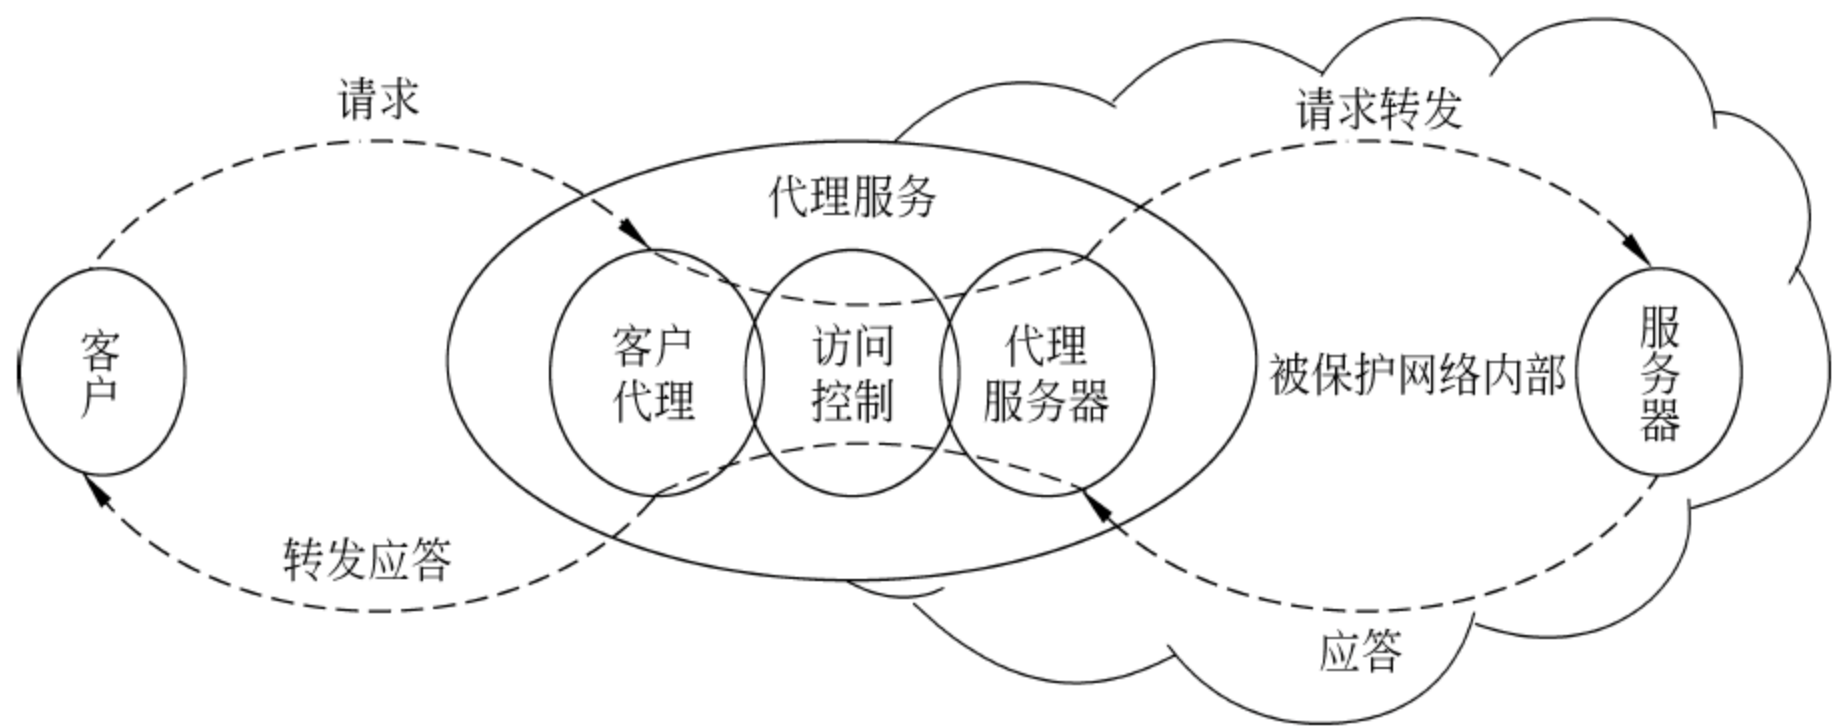 请求
请求转发
代理服务
客户
客户
代理
访问
控制
代理
服务器
被保护网络内部
服务器
转发应答
应答